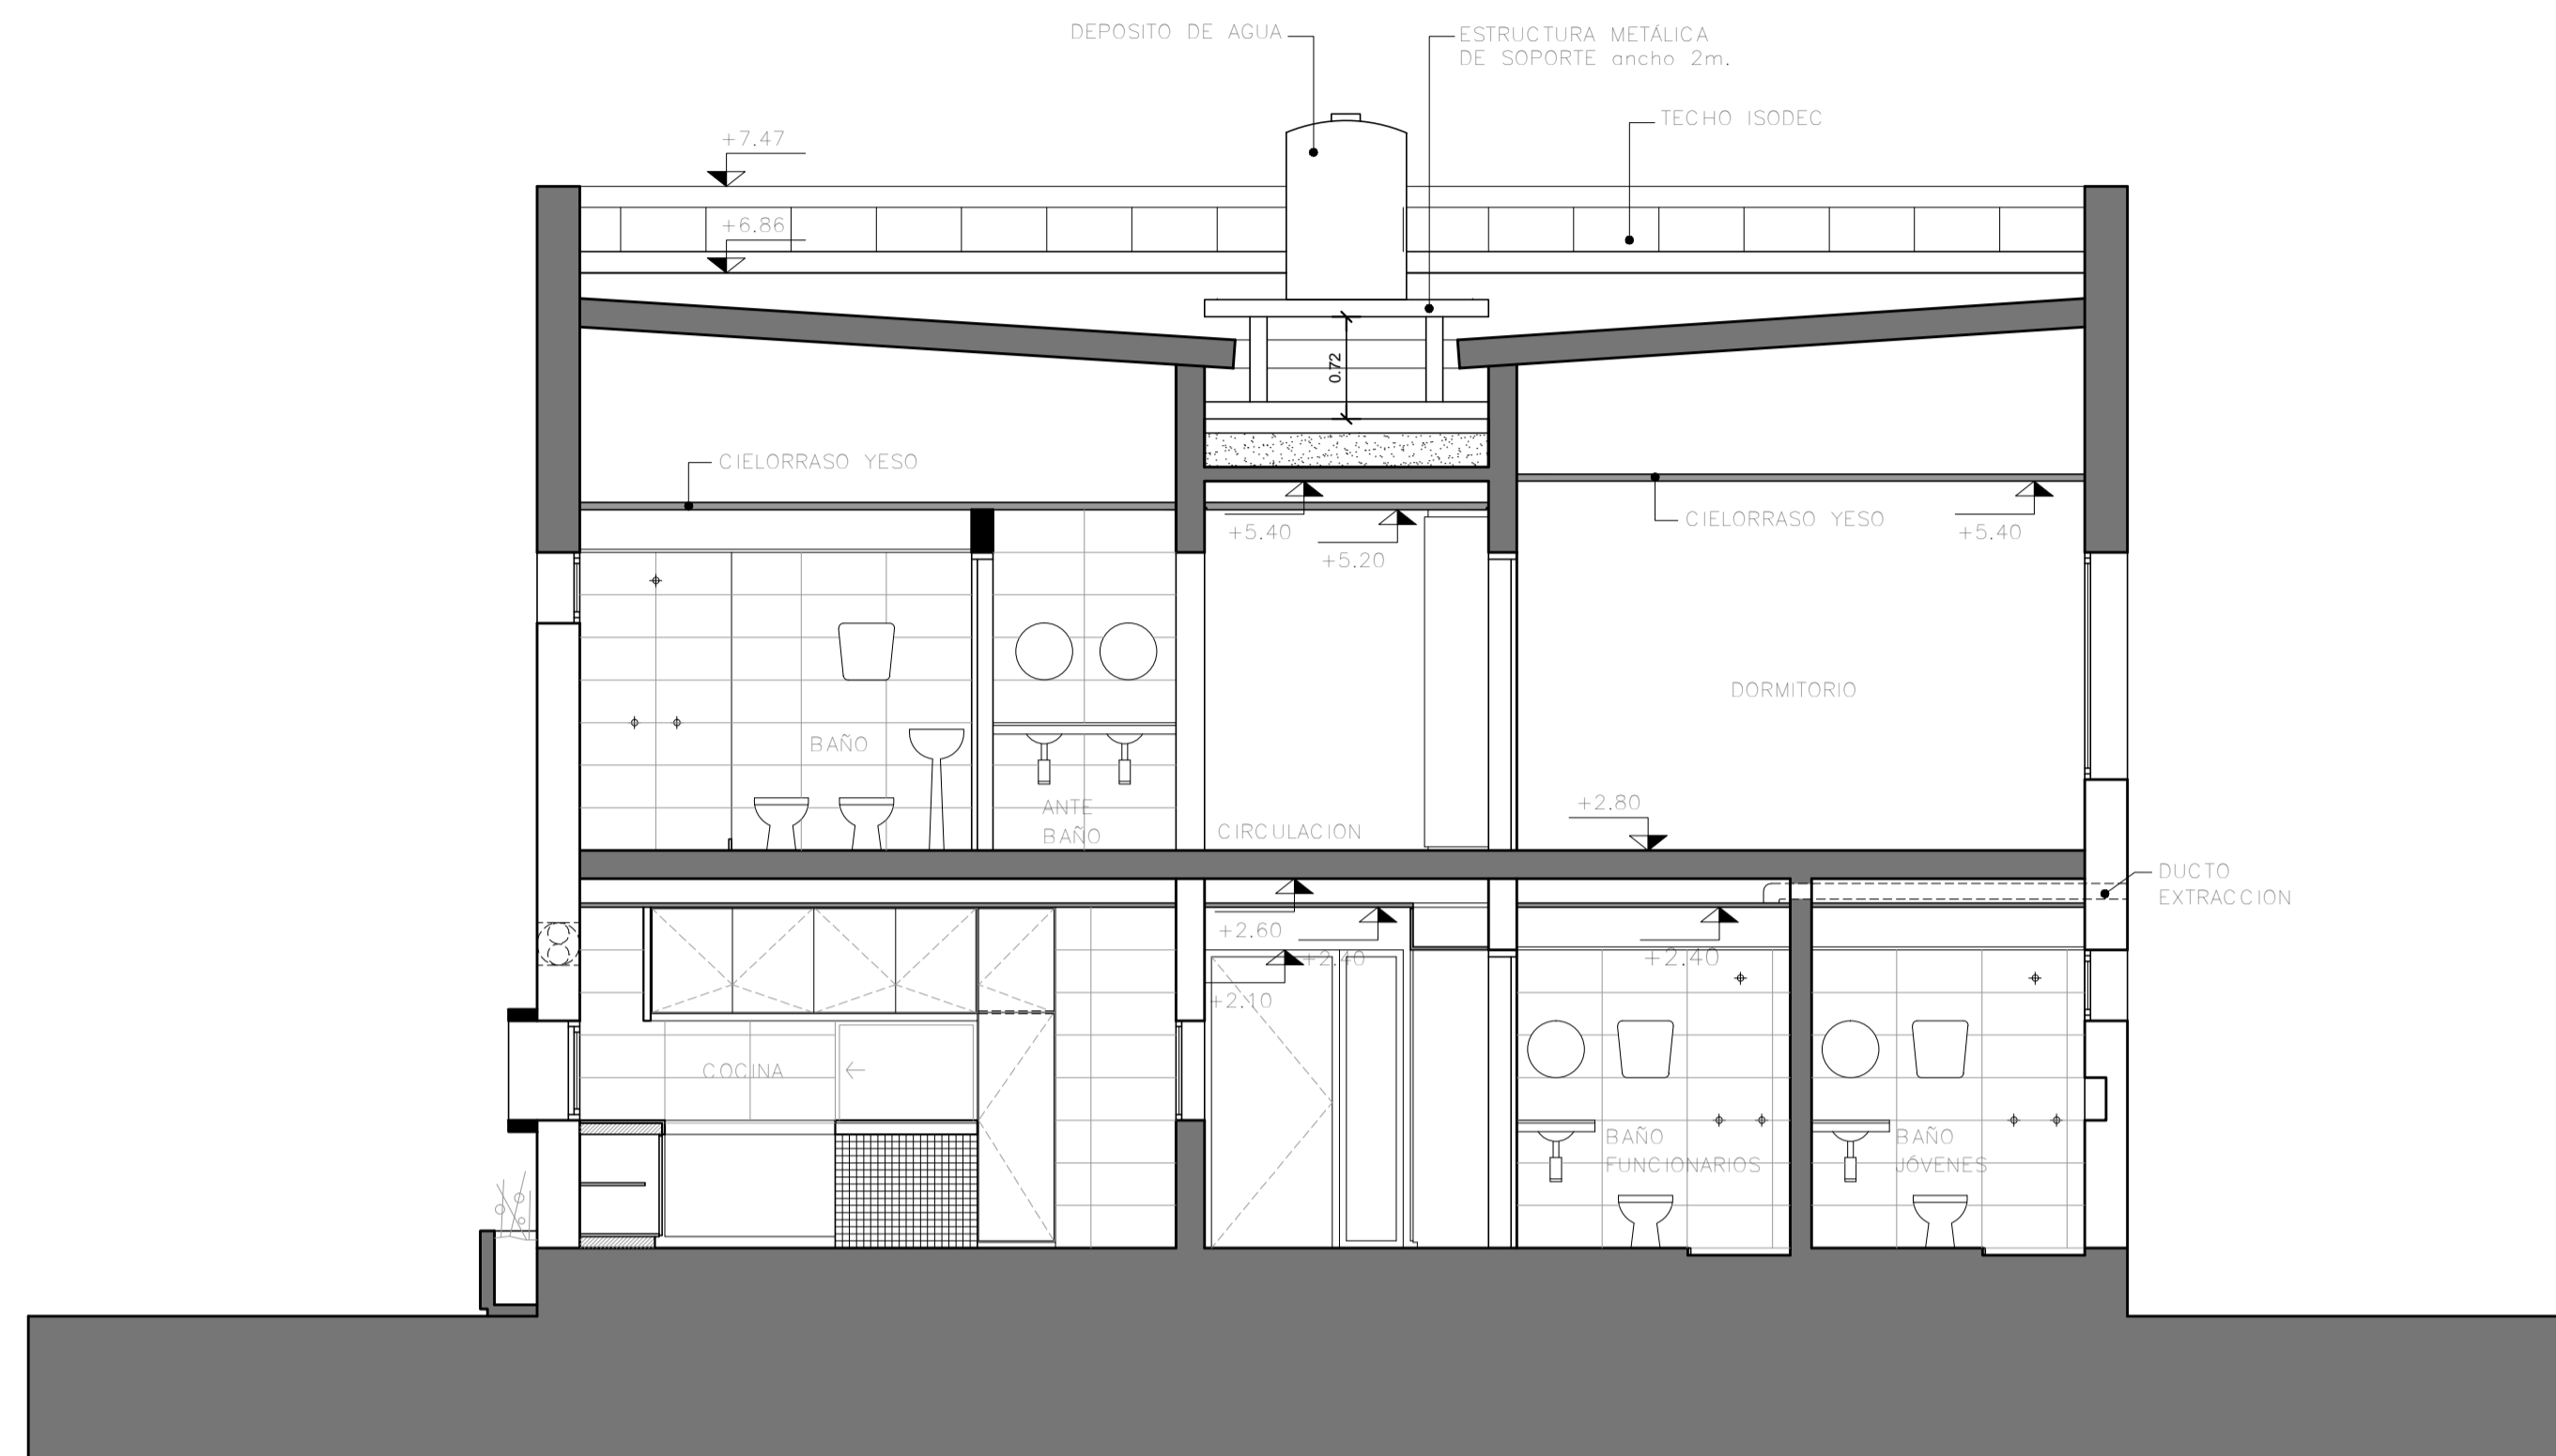 DEPOSITO DE AGUA
ESTRUCTURA METÁLICA
DE SOPORTE ancho 2m.
TECHO ISODEC
+7.47
+6.86
0.72
CIELORRASO YESO
+5.40
+5.20
CIELORRASO YESO
+5.40
DORMITORIO
BAÑO
ANTE
BAÑO
CIRCULACION
+2.80
DUCTO
EXTRACCION
+2.60
+2.40
+2.40
+2.10
COCINA
BAÑO
FUNCIONARIOS
BAÑO
JÓVENES